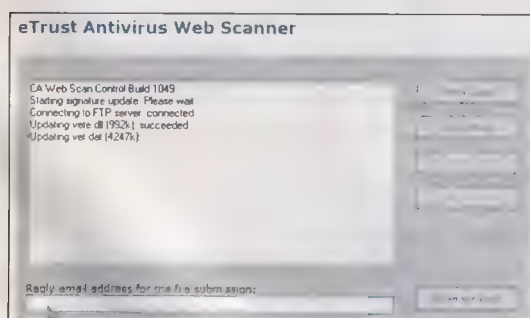 eTrust Antivirus Web Scanner
CA Web Scan Control Build 1049
Starting signature update. Please wait
Connecting to FTP server connected
Updating vete dll (992k) succeeded
Updating vet dat (4247k)
Reply email address for the file submission: